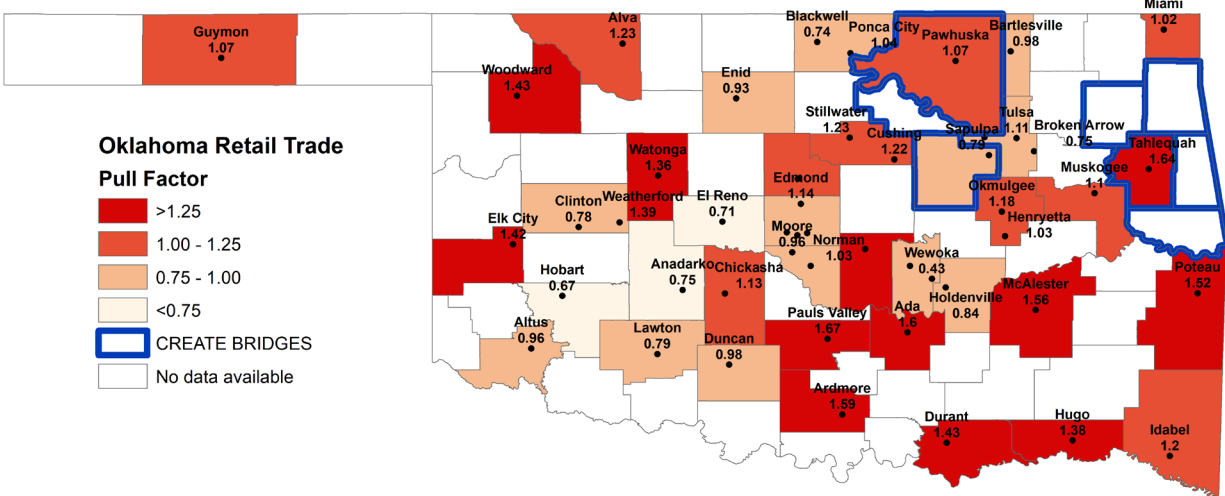 Miami
1.02
Guymon
1.07
Alva
1.23
Blackwell
0.74
Ponca City
1.04
Pawhuska
1.07
Bartlesville
0.98
Woodward
1.43
Enid
0.93
Stillwater
1.23
Cushing
1.22
Sapulpa
0.79
Tulsa
1.11
Broken Arrow
0.75
Tahlequah
1.64
Oklahoma Retail Trade
Pull Factor
>1.25
1.00 - 1.25
0.75 - 1.00
<0.75
CREATE BRIDGES
No data available
Watonga
1.36
Edmond
1.14
Muskogee
1.1
Clinton
0.78
Weatherford
1.39
El Reno
0.71
Okmulgee
1.18
Henryetta
1.03
Elk City
1.42
Moore
0.96
Norman
1.03
Wewoka
0.43
Hobart
0.67
Anadarko
0.75
Chickasha
1.13
Holdenville
0.84
McAlester
1.56
Poteau
1.52
Altus
0.96
Lawton
0.79
Duncan
0.98
Pauls Valley
1.67
Ada
1.6
Ardmore
1.59
Durant
1.43
Hugo
1.38
Idabel
1.2